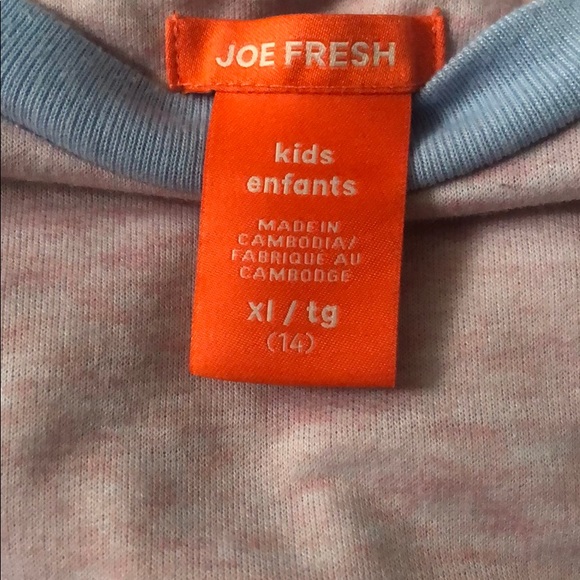 JOE FRESH
kids
enfants
MADE IN
CAMBODIA/
FABRIQUE AU
CAMBODGE
xl / tg
(14)